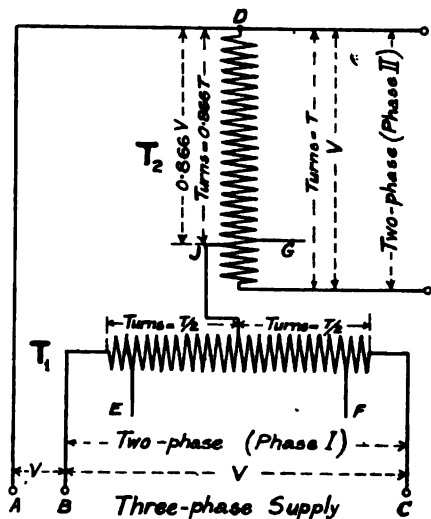 D
T2
0.866 V
Turns = 0.866 T
Turns = T
V
Two-phase (Phase II)
J
G
Turns = T/2
Turns = T/2
T1
E
F
Two-phase (Phase I)
V
V
A
B
C
Three-phase Supply